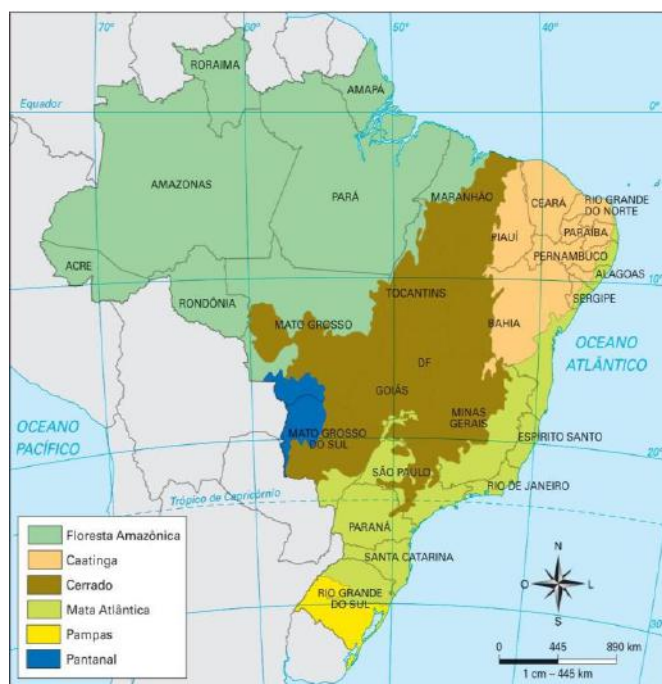 70°
60°
50°
40°
RORAIMA
AMAPÁ
Equador
0°
AMAZONAS
PARÁ
MARANHÃO
CEARÁ
RIO GRANDE
DO NORTE
PIAUÍ
PARAÍBA
PERNAMBUCO
ACRE
ALAGOAS
10°
RONDÔNIA
TOCANTINS
SERGIPE
MATO GROSSO
BAHIA
OCEANO
ATLÂNTICO
DF
GOIÁS
OCEANO
PACÍFICO
MINAS
GERAIS
MATO GROSSO
DO SUL
ESPÍRITO SANTO
20°
SÃO PAULO
RIO DE JANEIRO
Trópico de Capricórnio
PARANÁ
SANTA CATARINA
RIO GRANDE
DO SUL
30°
Floresta Amazônica
Caatinga
Cerrado
Mata Atlântica
Pampas
Pantanal
N
O
L
S
0 445 890 km
1 cm – 445 km